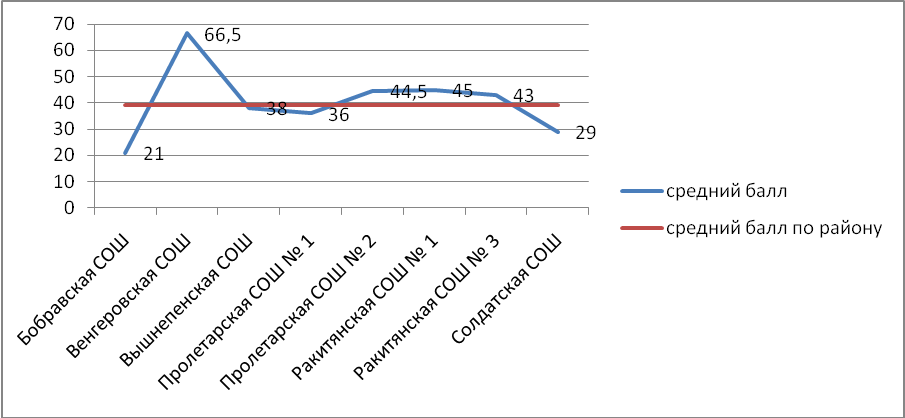 70
60
50
40
30
20
10
0
21
66,5
38
36
44,5
45
43
29
Бобравская СОШ
Венгеровская СОШ
Вышнепенская СОШ
Пролетарская СОШ № 1
Пролетарская СОШ № 2
Ракитянская СОШ № 1
Ракитянская СОШ № 3
Солдатская СОШ
средний балл
средний балл по району